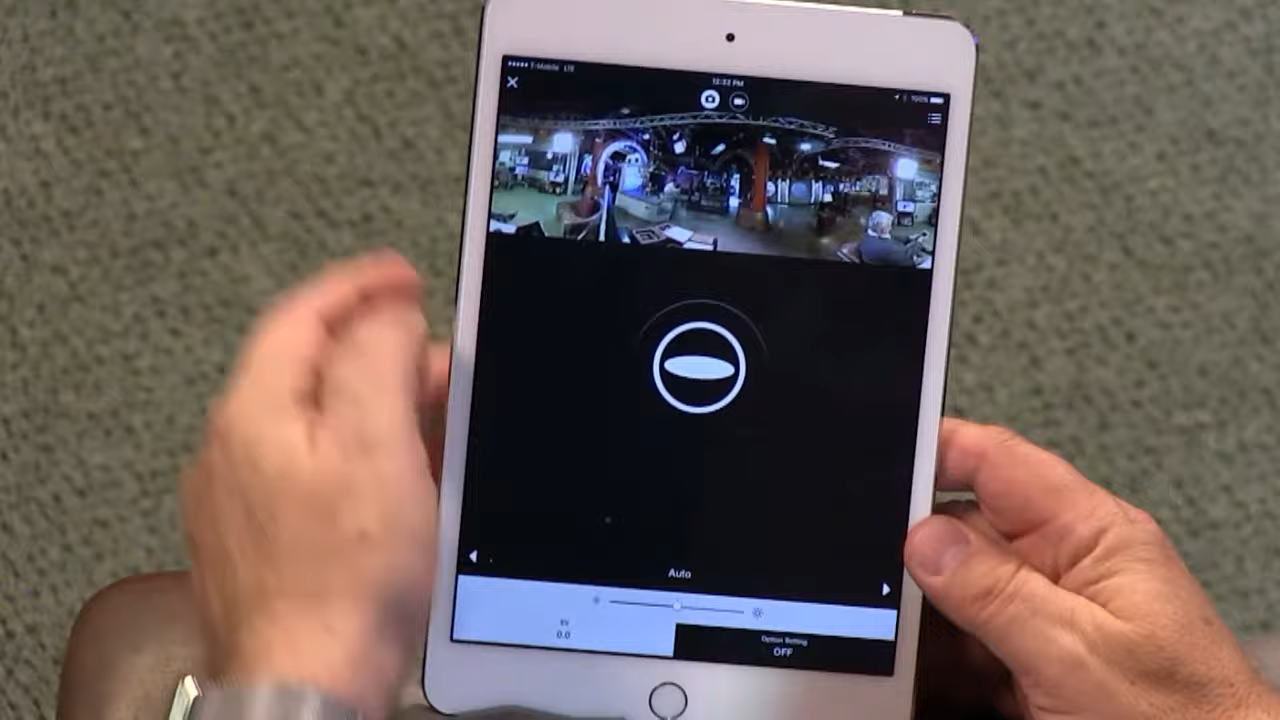 T-Mobile LTE
12:33 PM
100%
Auto
EV
0.0
Option Setting
OFF